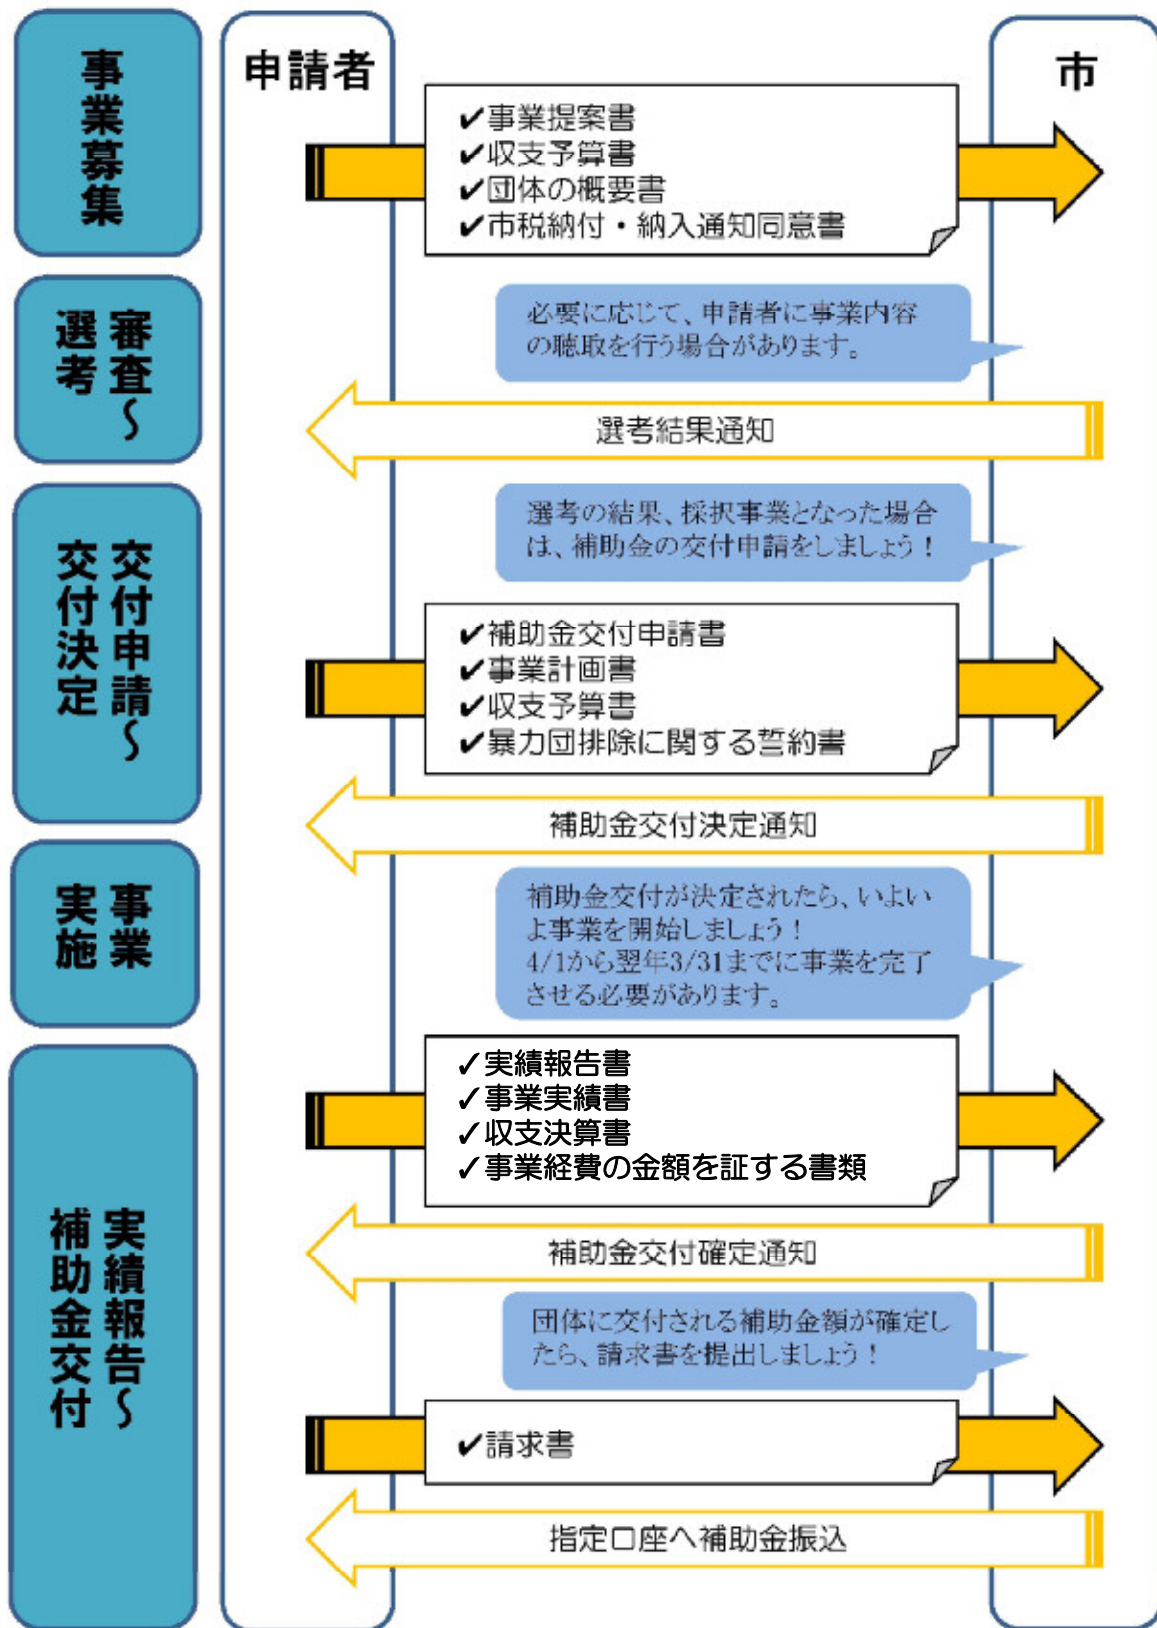 申請者
市
事業募集
✔事業提案書
✔収支予算書
✔団体の概要書
✔市税納付・納入通知同意書
審査～
選考
必要に応じて、申請者に事業内容
の聴取を行う場合があります。
選考結果通知
交付申請～
交付決定
選考の結果、採択事業となった場合
は、補助金の交付申請をしましょう！
✔補助金交付申請書
✔事業計画書
✔収支予算書
✔暴力団排除に関する誓約書
補助金交付決定通知
事業
実施
補助金交付が決定されたら、いよい
よ事業を開始しましょう！
4/1から翌年3/31までに事業を完了
させる必要があります。
実績報告～
補助金交付
✓実績報告書
✓事業実績書
✓収支決算書
✓事業経費の金額を証する書類
補助金交付確定通知
団体に交付される補助金額が確定し
たら、請求書を提出しましょう！
✔請求書
指定口座へ補助金振込